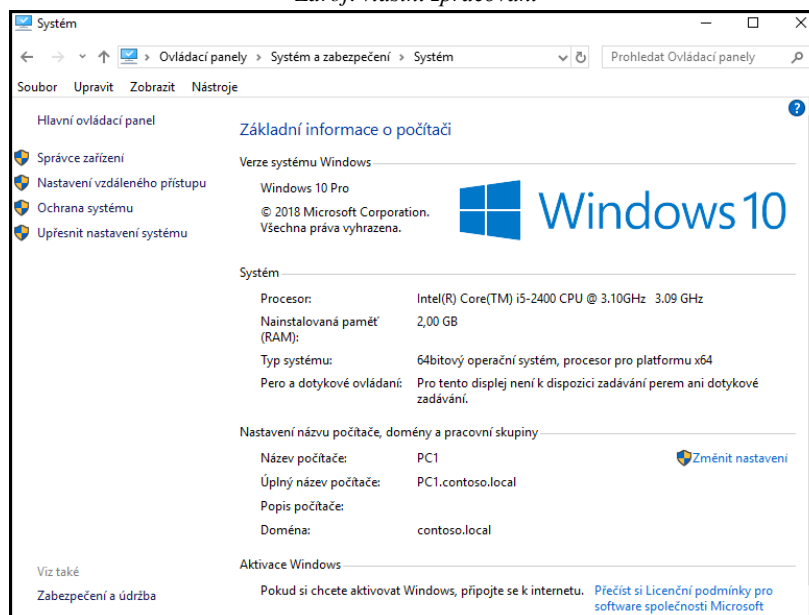 Zdroj: vlastní zpracování
Systém
Ovládací panely > Systém a zabezpečení > Systém
Prohledat Ovládací panely
Soubor Upravit Zobrazit Nástroje
?
Hlavní ovládací panel
Správce zařízení
Nastavení vzdáleného přístupu
Ochrana systému
Upřesnit nastavení systému
Základní informace o počítači
Verze systému Windows
Windows 10 Pro
© 2018 Microsoft Corporation.
Všechna práva vyhrazena.
Windows 10
Systém
Procesor: Intel(R) Core(TM) i5-2400 CPU @ 3.10GHz 3.09 GHz
Nainstalovaná paměť 2,00 GB
(RAM):
Typ systému: 64bitový operační systém, procesor pro platformu x64
Pero a dotykové ovládaní: Pro tento displej není k dispozici zadávání perem ani dotykové
zadávání.
Nastavení názvu počítače, domény a pracovní skupiny
Název počítače: PC1
Změnit nastavení
Úplný název počítače: PC1.contoso.local
Popis počítače:
Doména: contoso.local
Aktivace Windows
Pokud si chcete aktivovat Windows, připojte se k internetu. Přečíst si Licenční podmínky pro
software společnosti Microsoft
Viz také
Zabezpečení a údržba